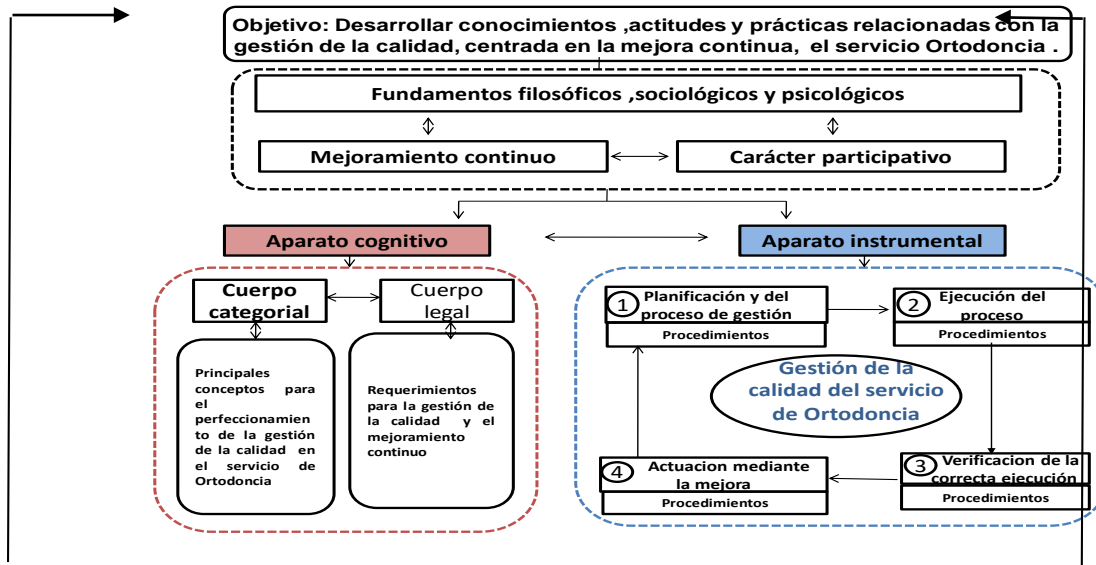 Objetivo: Desarrollar conocimientos ,actitudes y prácticas relacionadas con la
gestión de la calidad, centrada en la mejora continua, el servicio Ortodoncia .
Fundamentos filosóficos ,sociológicos y psicológicos
Mejoramiento continuo
Carácter participativo
Aparato cognitivo
Aparato instrumental
Cuerpo
categorial
Cuerpo
legal
Principales
conceptos para
el
perfeccionamien
to de la gestión
de la calidad en
el servicio de
Ortodoncia
Requerimientos
para la gestión de
la calidad y el
mejoramiento
continuo
1 Planificación y del
proceso de gestión
Procedimientos
2 Ejecución del
proceso
Procedimientos
Gestión de la
calidad del servicio
de Ortodoncia
3 Verificacion de la
correcta ejecución
Procedimientos
4 Actuacion mediante
la mejora
Procedimientos